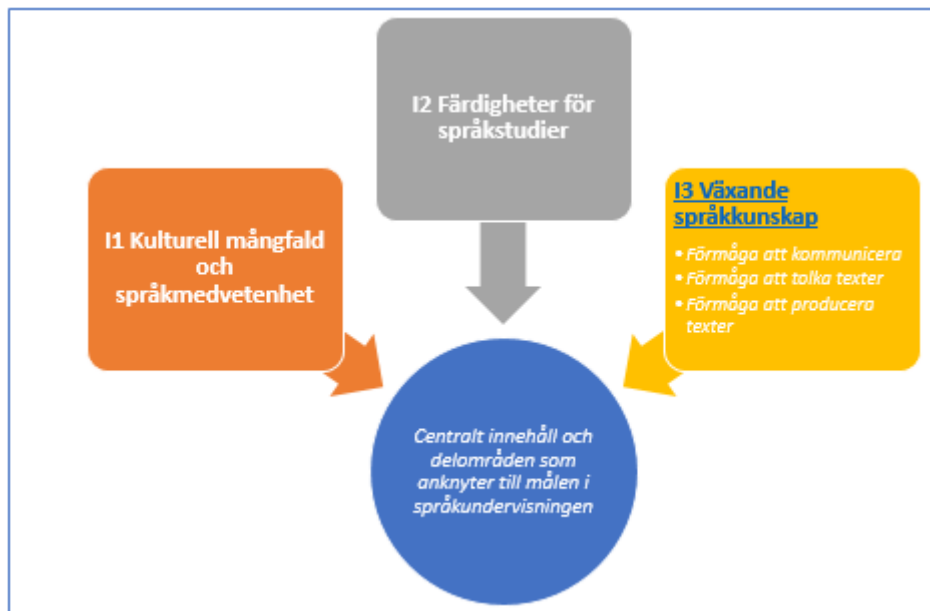 I2 Färdigheter för
språkstudier
I1 Kulturell mångfald
och
språkmedvetenhet
I3 Växande
språkkunskap
• Förmåga att kommunicera
• Förmåga att tolka texter
• Förmåga att producera
texter
Centralt innehåll och
delområden som
anknyter till målen i
språkundervisningen